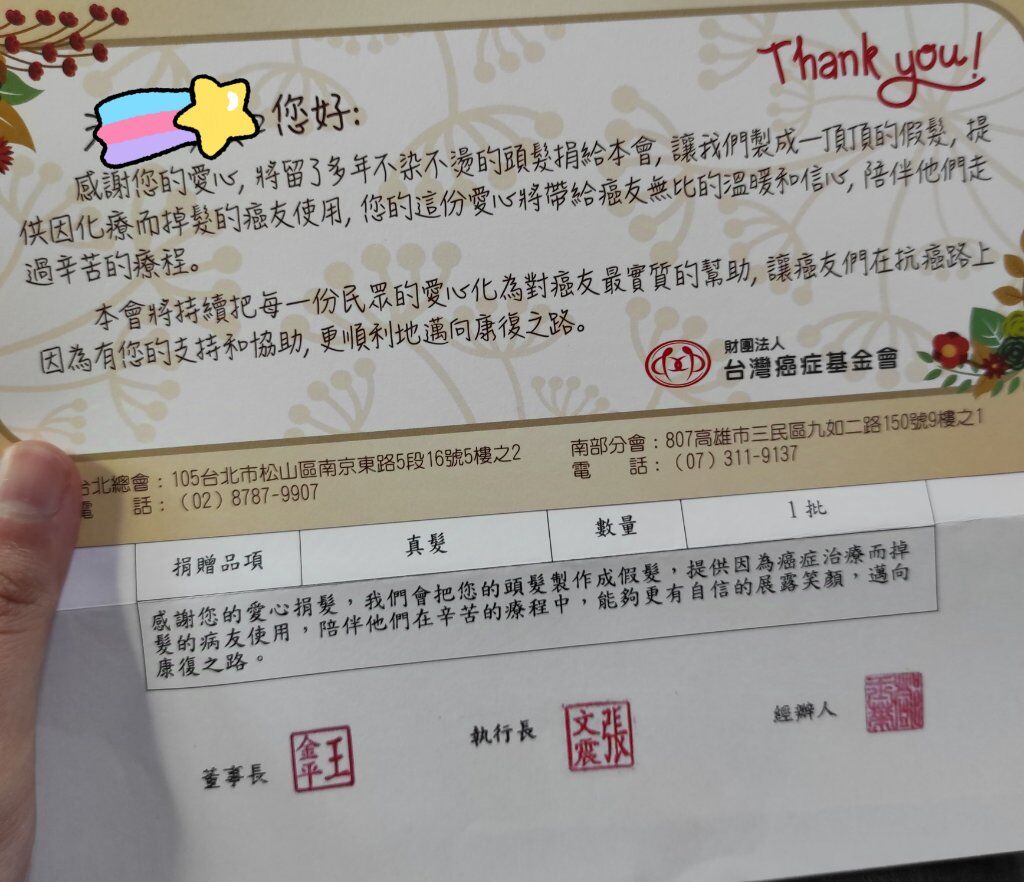 Thank you!
您好:
感謝您的愛心, 將留了多年不染不燙的頭髮捐給本會, 讓我們製成一頂頂的假髮, 提
供因化療而掉髮的癌友使用, 您的這份愛心將帶給癌友無比的溫暖和信心, 陪伴他們走
過辛苦的療程。
本會將持續把每一份民眾的愛心化為對癌友最實質的幫助, 讓癌友們在抗癌路上
因為有您的支持和協助, 更順利地邁向康復之路。
財團法人
台灣癌症基金會
台北總會：105台北市松山區南京東路5段16號5樓之2
電話：(02) 8787-9907
南部分會：807高雄市三民區九如二路150號9樓之1
電話：(07) 311-9137
捐贈品項 真髮 數量 1批
感謝您的愛心捐髮，我們會把您的頭髮製作成假髮，提供因為癌症治療而掉
髮的病友使用，陪伴他們在辛苦的療程中，能夠更有自信的展露笑顏，邁向
康復之路。
董事長 王金平
執行長 張文震
經辦人